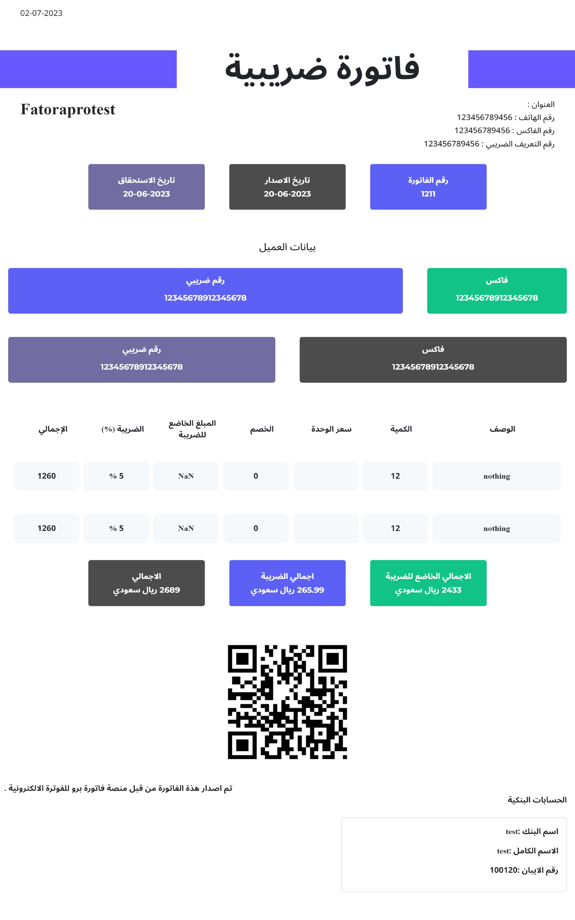 02-07-2023
فاتورة ضريبية
Fatoraprotest
العنوان :
رقم الهاتف : 123456789456
رقم الفاكس : 123456789456
رقم التعريف الضريبي : 123456789456
رقم الفاتورة
1211
تاريخ الاصدار
20-06-2023
تاريخ الاستحقاق
20-06-2023
بيانات العميل
فاكس
12345678912345678
رقم ضريبي
12345678912345678
فاكس
12345678912345678
رقم ضريبي
12345678912345678
الوصف الكمية سعر الوحدة الخصم المبلغ الخاضع للضريبة الضريبة (%) الإجمالي
nothing 12 0 NaN 5 % 1260
nothing 12 0 NaN 5 % 1260
الاجمالي الخاضع للضريبة
2433 ريال سعودي
اجمالي الضريبة
265.99 ريال سعودي
الاجمالي
2689 ريال سعودي
تم اصدار هذة الفاتورة من قبل منصة فاتورة برو للفوترة الالكترونية .
الحسابات البنكية
اسم البنك :test
الاسم الكامل :test
رقم الايبان :100120